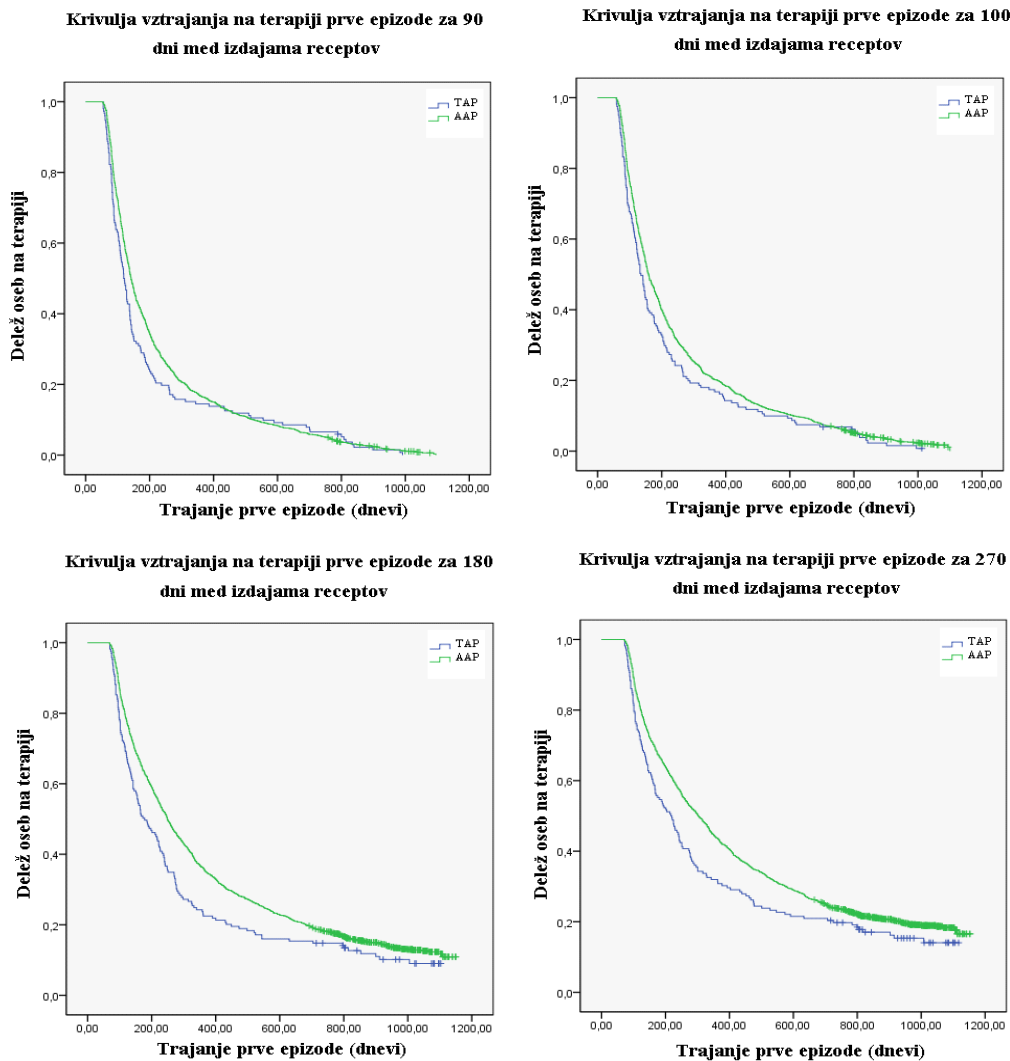 Krivulja vztrajanja na terapiji prve epizode za 90
dni med izdajama receptov
TAP
AAP
1,0
0,8
0,6
0,4
0,2
0,0
Delež oseb na terapiji
0,00 200,00 400,00 600,00 800,00 1000,00 1200,00
Trajanje prve epizode (dnevi)
Krivulja vztrajanja na terapiji prve epizode za 100
dni med izdajama receptov
TAP
AAP
1,0
0,8
0,6
0,4
0,2
0,0
Delež oseb na terapiji
0,00 200,00 400,00 600,00 800,00 1000,00 1200,00
Trajanje prve epizode (dnevi)
Krivulja vztrajanja na terapiji prve epizode za 180
dni med izdajama receptov
TAP
AAP
1,0
0,8
0,6
0,4
0,2
0,0
Delež oseb na terapiji
0,00 200,00 400,00 600,00 800,00 1000,00 1200,00
Trajanje prve epizode (dnevi)
Krivulja vztrajanja na terapiji prve epizode za 270
dni med izdajama receptov
TAP
AAP
1,0
0,8
0,6
0,4
0,2
0,0
Delež oseb na terapiji
0,00 200,00 400,00 600,00 800,00 1000,00 1200,00
Trajanje prve epizode (dnevi)